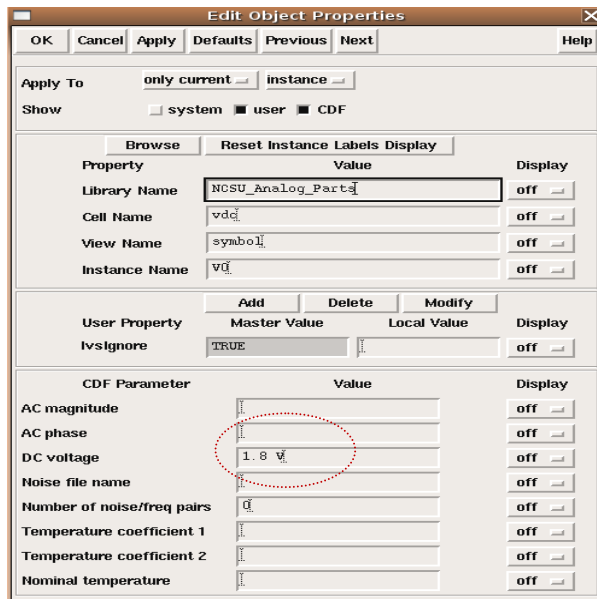 Edit Object Properties
OK Cancel Apply Defaults Previous Next Help
Apply To only current instance
Show system user CDF
Browse Reset Instance Labels Display
Property Value Display
Library Name NCSU_Analog_Parts off
Cell Name vdc off
View Name symbol off
Instance Name V0 off
Add Delete Modify
User Property Master Value Local Value Display
lvsIgnore TRUE off
CDF Parameter Value Display
AC magnitude off
AC phase off
DC voltage 1.8 V off
Noise file name off
Number of noise/freq pairs 0 off
Temperature coefficient 1 off
Temperature coefficient 2 off
Nominal temperature off